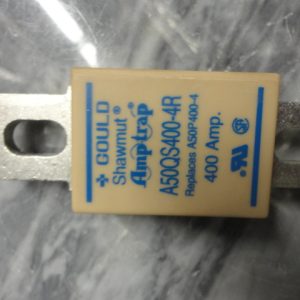 GOULD
Shawmut®
Amp-trap®
A50QS400-4R
Replaces A50P400-4
400 Amp.